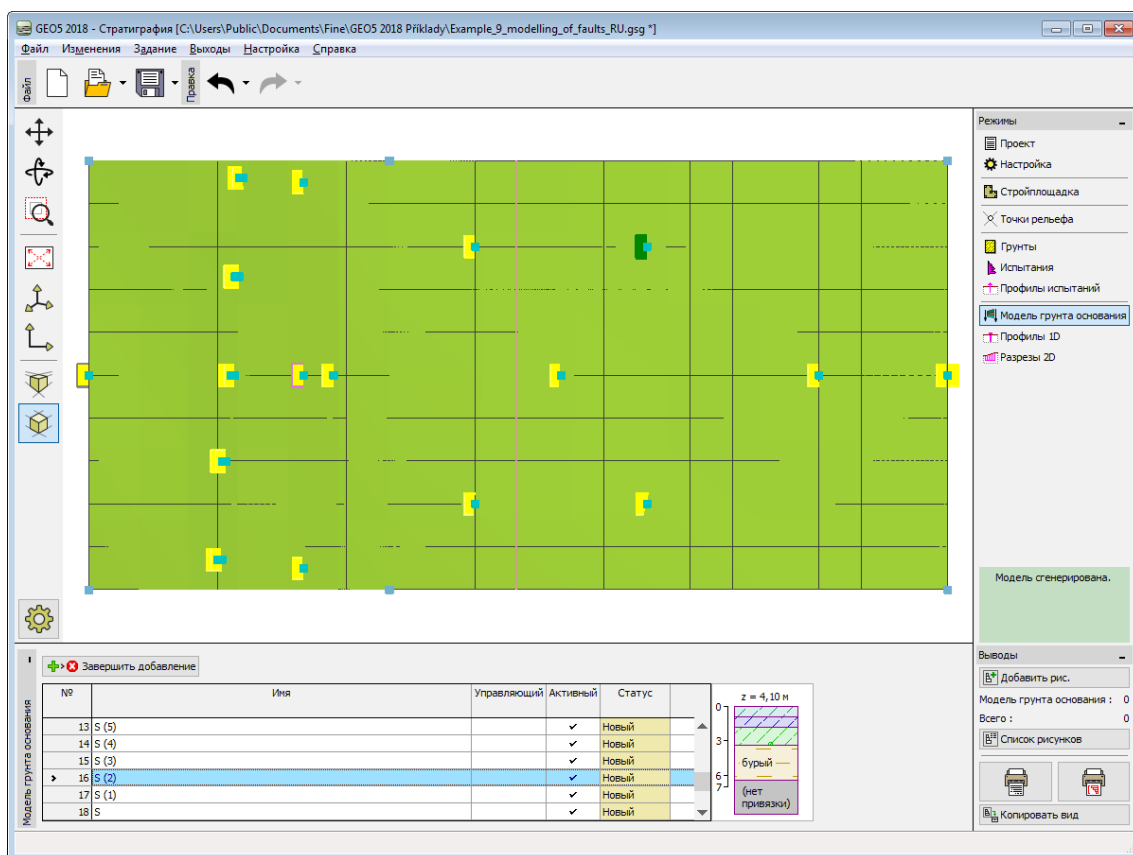 GEO5 2018 - Стратиграфия [C:\Users\Public\Documents\Fine\GEO5 2018 Příklady\Example_9_modelling_of_faults_RU.gsg *]
Файл Изменения Задание Выходы Настройка Справка
Файл
Правка
Режимы
Проект
Настройка
Стройплощадка
Точки рельефа
Грунты
Испытания
Профилы испытаний
Модель грунта основания
Профилы 1D
Разрезы 2D
Модель сгенерирована.
Модель грунта основания
Завершить добавление
№ Имя Управляющий Активный Статус
13 S (5) Новый
14 S (4) Новый
15 S (3) Новый
> 16 S (2) Новый
17 S (1) Новый
18 S Новый
z = 4,10 м
0
3
6
7
бурый
(нет
привязки)
Выводы
Добавить рис.
Модель грунта основания : 0
Всего : 0
Список рисунков
Копировать вид